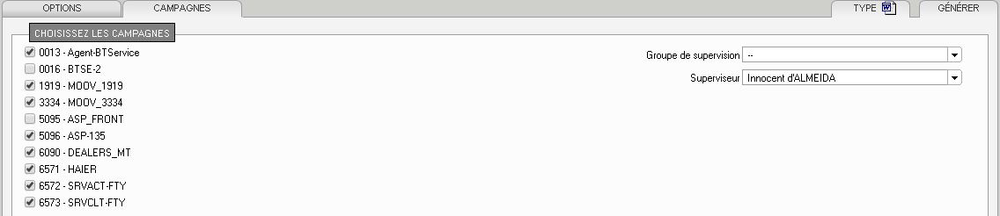 OPTIONS CAMPAGNES TYPE GÉNÉRER
CHOISISSEZ LES CAMPAGNES
0013 - Agent-BTService
0016 - BTSE-2
1919 - MOOV_1919
3334 - MOOV_3334
5095 - ASP_FRONT
5096 - ASP-135
6090 - DEALERS_MT
6571 - HAIER
6572 - SRVACT-FTY
6573 - SRVCLT-FTY
Groupe de supervision --
Superviseur Innocent d'ALMEIDA